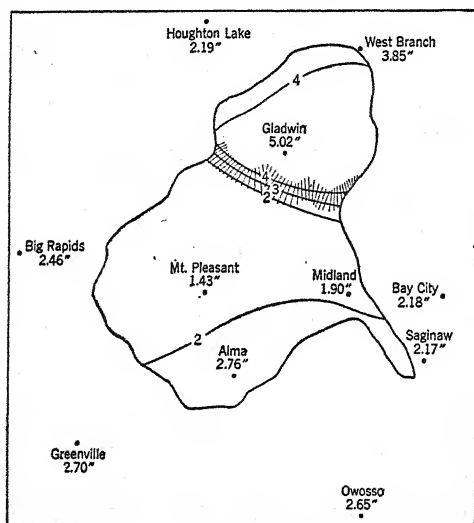 Houghton Lake
2.19"
West Branch
3.85"
4
Gladwin
5.02"
4
3
2
Big Rapids
2.46"
Mt. Pleasant
1.43"
Midland
1.90"
Bay City
2.18"
Saginaw
2.17"
2
Alma
2.76"
Greenville
2.70"
Owosso
2.65"